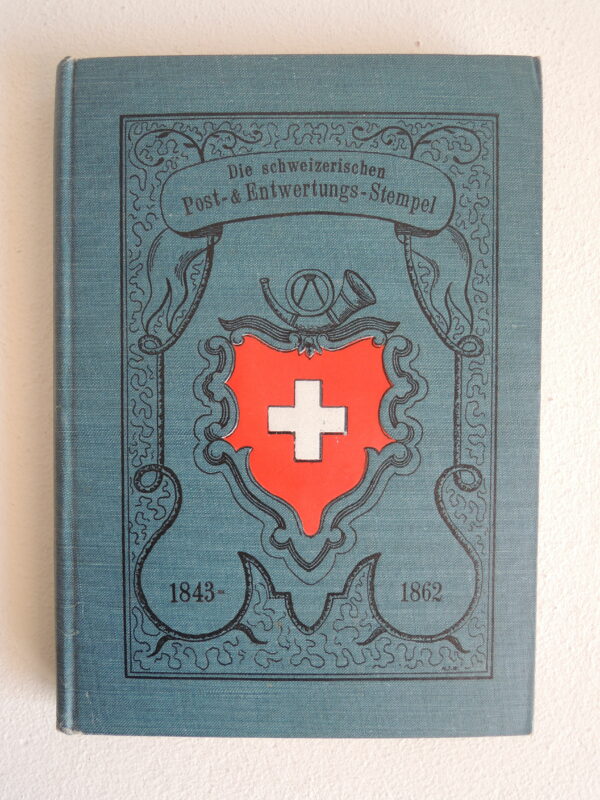 Die schweizerischen
Post- & Entwertungs-Stempel
1843-
1862